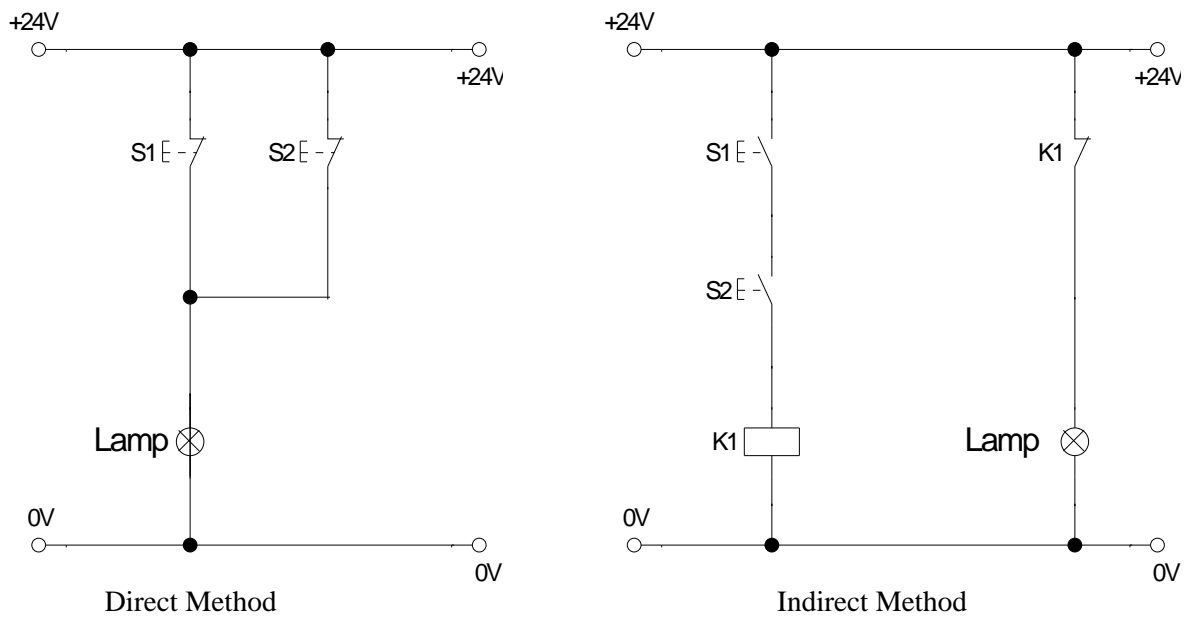 +24V
+24V
S1
S2
Lamp
0V
0V
Direct Method
+24V
+24V
S1
K1
S2
K1
Lamp
0V
0V
Indirect Method